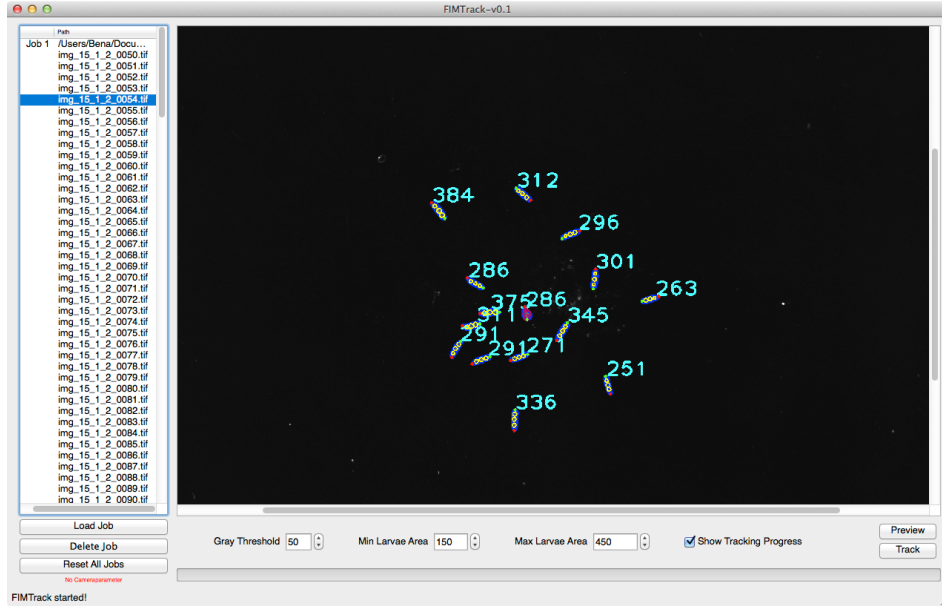 FIMTrack-v0.1
Path
Job 1 /Users/Bena/Docu...
img_15_1_2_0050.tif
img_15_1_2_0051.tif
img_15_1_2_0052.tif
img_15_1_2_0053.tif
img_15_1_2_0054.tif
img_15_1_2_0055.tif
img_15_1_2_0056.tif
img_15_1_2_0057.tif
img_15_1_2_0058.tif
img_15_1_2_0059.tif
img_15_1_2_0060.tif
img_15_1_2_0061.tif
img_15_1_2_0062.tif
img_15_1_2_0063.tif
img_15_1_2_0064.tif
img_15_1_2_0065.tif
img_15_1_2_0066.tif
img_15_1_2_0067.tif
img_15_1_2_0068.tif
img_15_1_2_0069.tif
img_15_1_2_0070.tif
img_15_1_2_0071.tif
img_15_1_2_0072.tif
img_15_1_2_0073.tif
img_15_1_2_0074.tif
img_15_1_2_0075.tif
img_15_1_2_0076.tif
img_15_1_2_0077.tif
img_15_1_2_0078.tif
img_15_1_2_0079.tif
img_15_1_2_0080.tif
img_15_1_2_0081.tif
img_15_1_2_0082.tif
img_15_1_2_0083.tif
img_15_1_2_0084.tif
img_15_1_2_0085.tif
img_15_1_2_0086.tif
img_15_1_2_0087.tif
img_15_1_2_0088.tif
img_15_1_2_0089.tif
img_15_1_2_0090.tif
312
384
296
301
286
263
375 286
311 345
291
291 271
251
336
Load Job
Delete Job
Reset All Jobs
No Cameraparameter
Gray Threshold 50
Min Larvae Area 150
Max Larvae Area 450
Show Tracking Progress
Preview
Track
FIMTrack started!